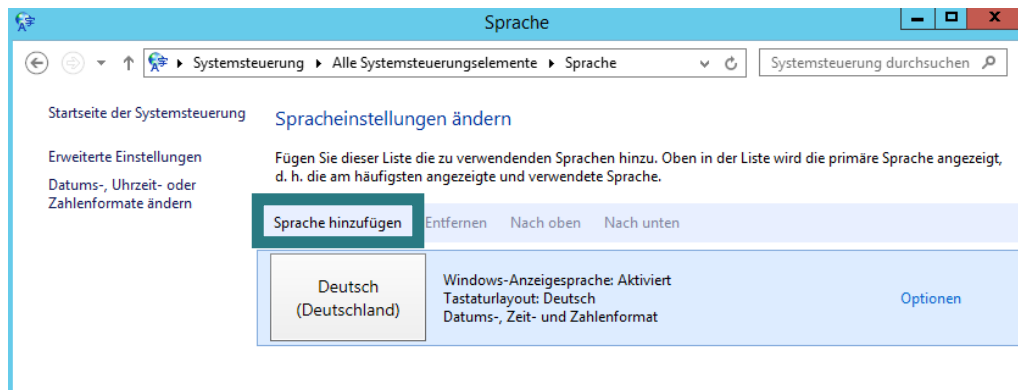 Sprache
Systemsteuerung ▸ Alle Systemsteuerungselemente ▸ Sprache
Systemsteuerung durchsuchen
Startseite der Systemsteuerung
Erweiterte Einstellungen
Datums-, Uhrzeit- oder
Zahlenformate ändern
Spracheinstellungen ändern
Fügen Sie dieser Liste die zu verwendenden Sprachen hinzu. Oben in der Liste wird die primäre Sprache angezeigt,
d. h. die am häufigsten angezeigte und verwendete Sprache.
Sprache hinzufügen Entfernen Nach oben Nach unten
Deutsch
(Deutschland)
Windows-Anzeigesprache: Aktiviert
Tastaturlayout: Deutsch
Datums-, Zeit- und Zahlenformat
Optionen